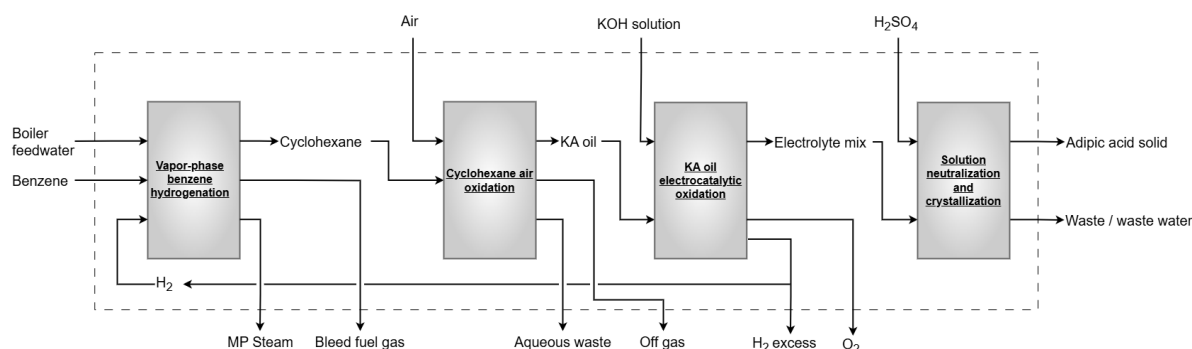 Air
KOH solution
H2SO4
Boiler
feedwater
Benzene
Vapor-phase
benzene
hydrogenation
Cyclohexane
Cyclohexane air
oxidation
KA oil
KA oil
electrocatalytic
oxidation
Electrolyte mix
Solution
neutralization
and
crystallization
Adipic acid solid
Waste / waste water
H2
MP Steam
Bleed fuel gas
Aqueous waste
Off gas
H2 excess
O2